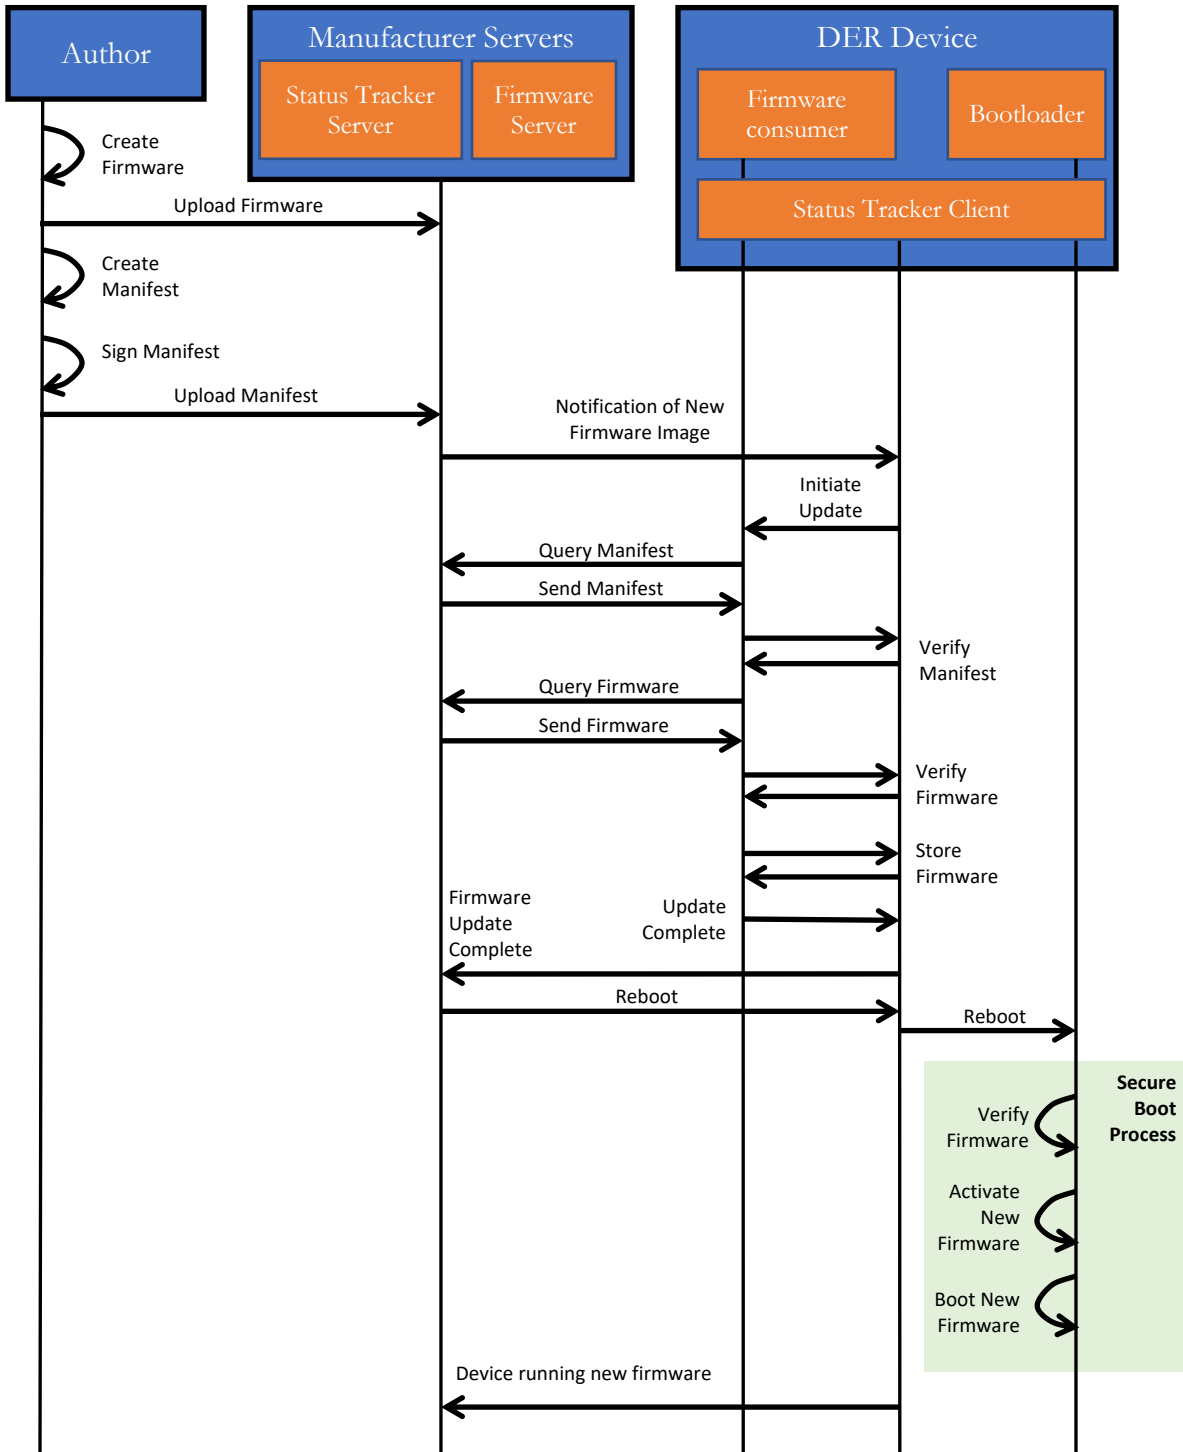 Author
Manufacturer Servers
Status Tracker
Server
Firmware
Server
DER Device
Firmware
consumer
Bootloader
Status Tracker Client
Create
Firmware
Upload Firmware
Create
Manifest
Sign Manifest
Upload Manifest
Notification of New
Firmware Image
Initiate
Update
Query Manifest
Send Manifest
Verify
Manifest
Query Firmware
Send Firmware
Verify
Firmware
Store
Firmware
Firmware
Update
Complete
Update
Complete
Reboot
Reboot
Secure
Boot
Process
Verify
Firmware
Activate
New
Firmware
Boot New
Firmware
Device running new firmware